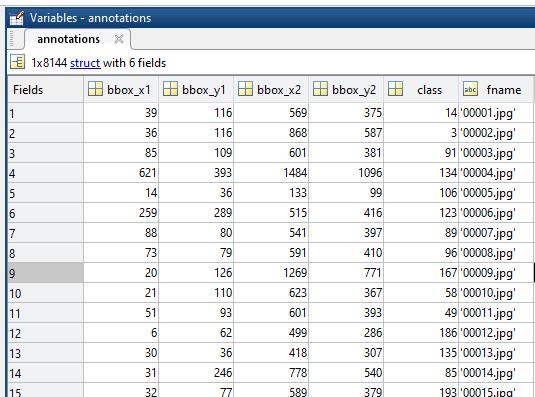 Variables - annotations
annotations
1x8144 struct with 6 fields
Fields bbox_x1 bbox_y1 bbox_x2 bbox_y2 class fname
1 39 116 569 375 14 '00001.jpg'
2 36 116 868 587 3 '00002.jpg'
3 85 109 601 381 91 '00003.jpg'
4 621 393 1484 1096 134 '00004.jpg'
5 14 36 133 99 106 '00005.jpg'
6 259 289 515 416 123 '00006.jpg'
7 88 80 541 397 89 '00007.jpg'
8 73 79 591 410 96 '00008.jpg'
9 20 126 1269 771 167 '00009.jpg'
10 21 110 623 367 58 '00010.jpg'
11 51 93 601 393 49 '00011.jpg'
12 6 62 499 286 186 '00012.jpg'
13 30 36 418 307 135 '00013.jpg'
14 31 246 778 540 85 '00014.jpg'
15 32 77 589 379 193 '00015.jpg'